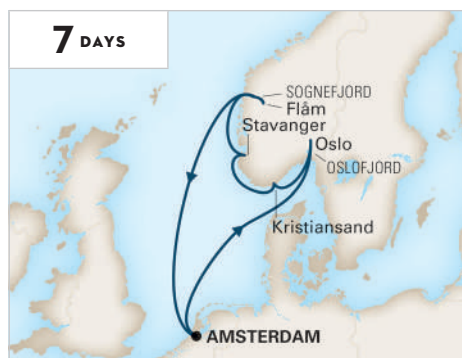 7 DAYS
SOGNEFJORD
Flåm
Stavanger
Oslo
OSLOFJORD
Kristiansand
AMSTERDAM